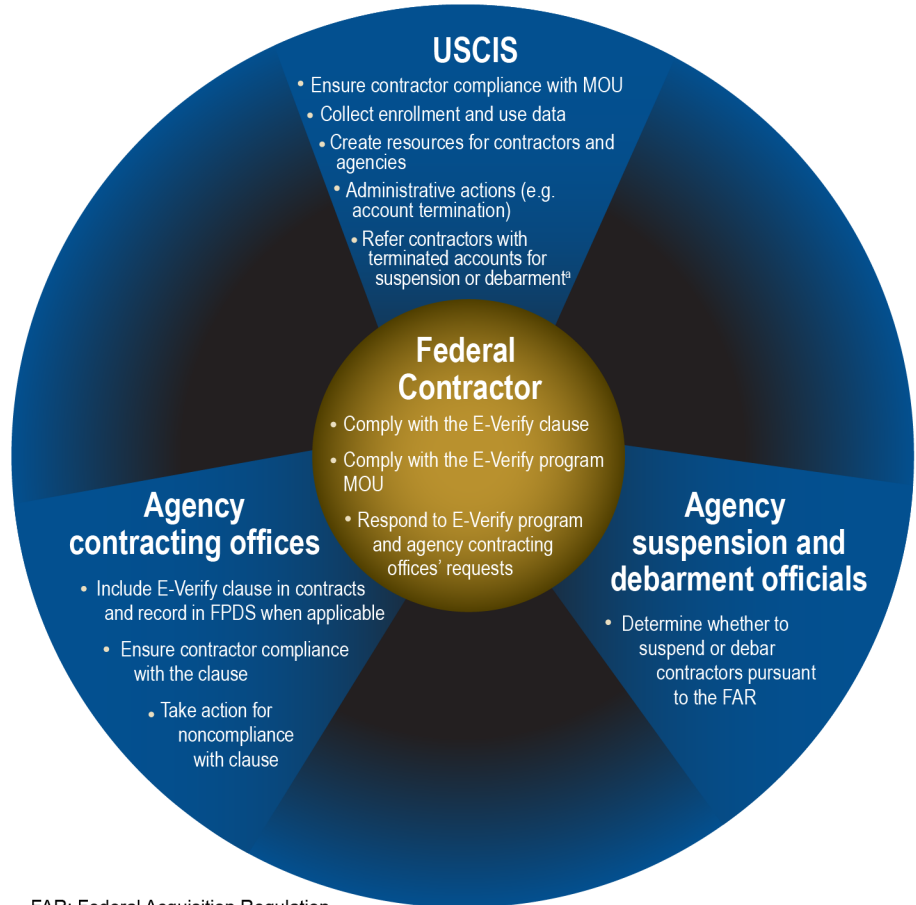 USCIS
• Ensure contractor compliance with MOU
• Collect enrollment and use data
• Create resources for contractors and
agencies
• Administrative actions (e.g.
account termination)
• Refer contractors with
terminated accounts for
suspension or debarmentᵃ
Federal
Contractor
• Comply with the E-Verify clause
• Comply with the E-Verify program
MOU
• Respond to E-Verify program
and agency contracting
offices’ requests
Agency
contracting offices
• Include E-Verify clause in contracts
and record in FPDS when applicable
• Ensure contractor compliance
with the clause
• Take action for
noncompliance
with clause
Agency
suspension and
debarment officials
• Determine whether to
suspend or debar
contractors pursuant
to the FAR
FAR: Federal Acquisition Regulation